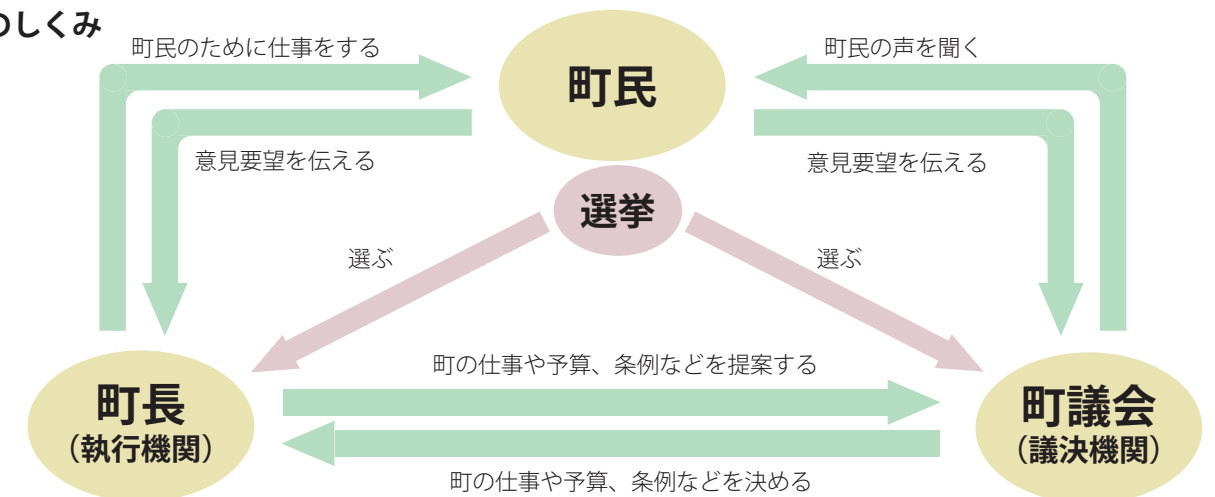 のしくみ
町民のために仕事をする
町民の声を聞く
町民
意見要望を伝える
意見要望を伝える
選挙
選ぶ
選ぶ
町の仕事や予算、条例などを提案する
町長
（執行機関）
町議会
（議決機関）
町の仕事や予算、条例などを決める